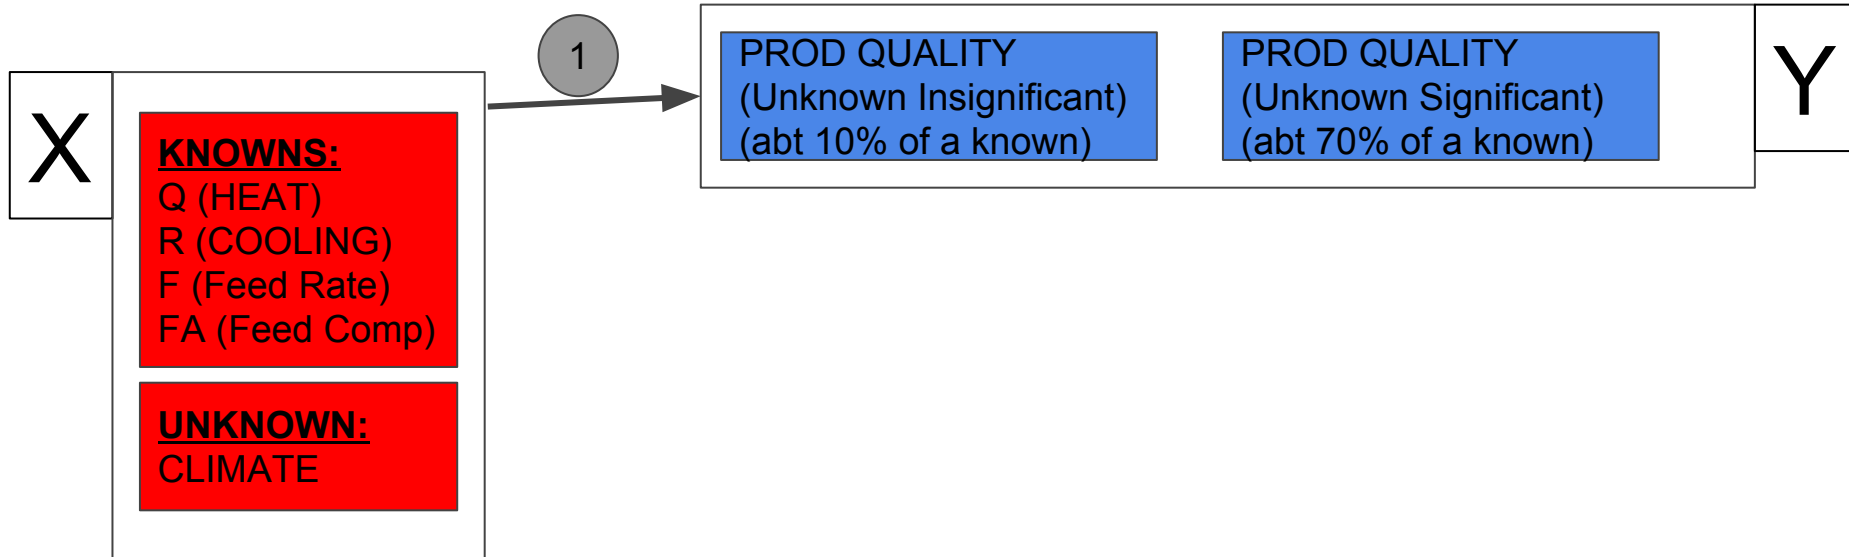 X
KNOWNS:
Q (HEAT)
R (COOLING)
F (Feed Rate)
FA (Feed Comp)
UNKNOWN:
CLIMATE
1
PROD QUALITY
(Unknown Insignificant)
(abt 10% of a known)
PROD QUALITY
(Unknown Significant)
(abt 70% of a known)
Y